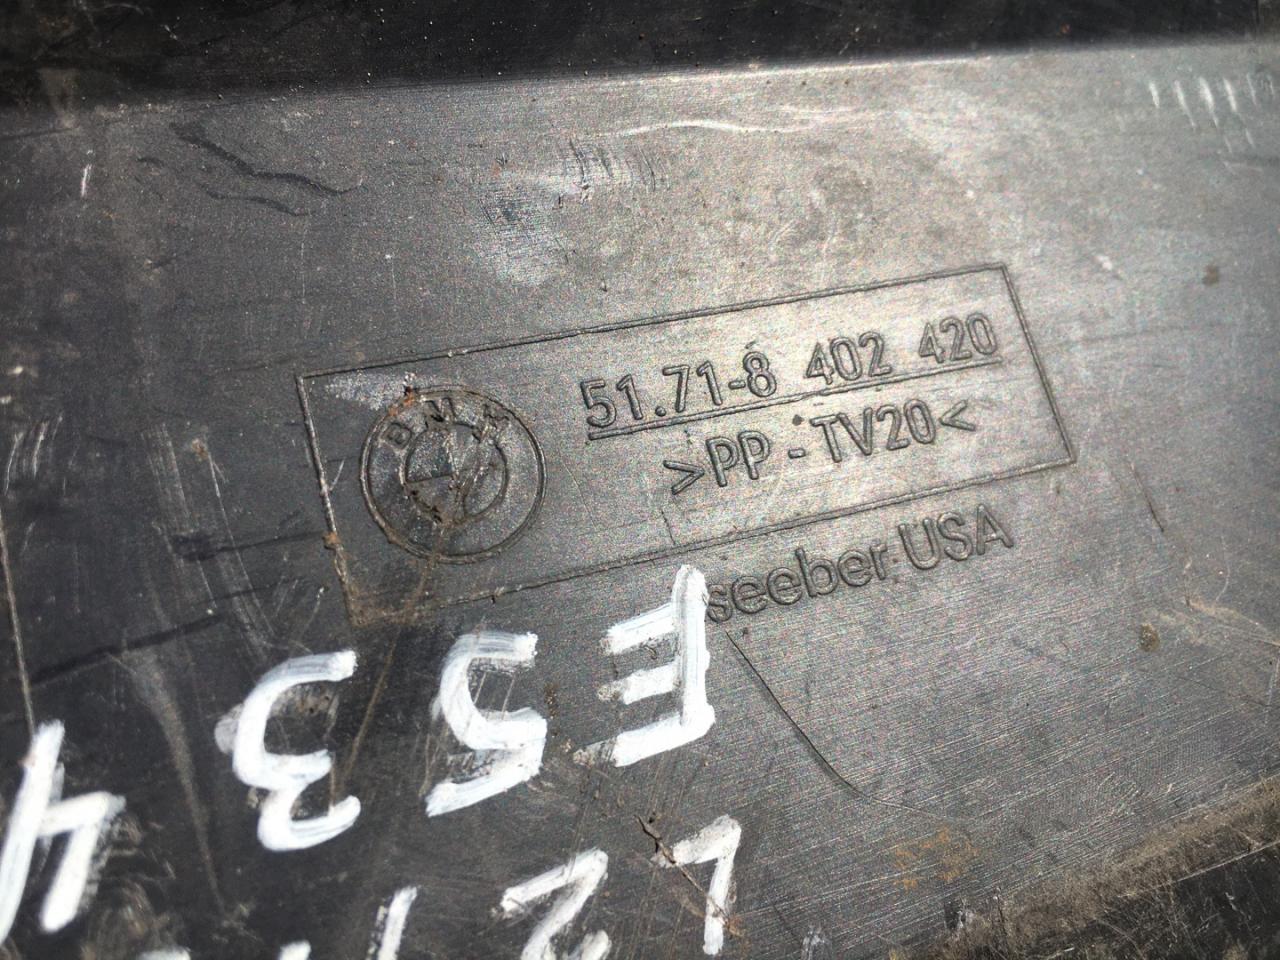 BMW
51.71-8 402 420
>PP-TV20<
seeber USA
E53